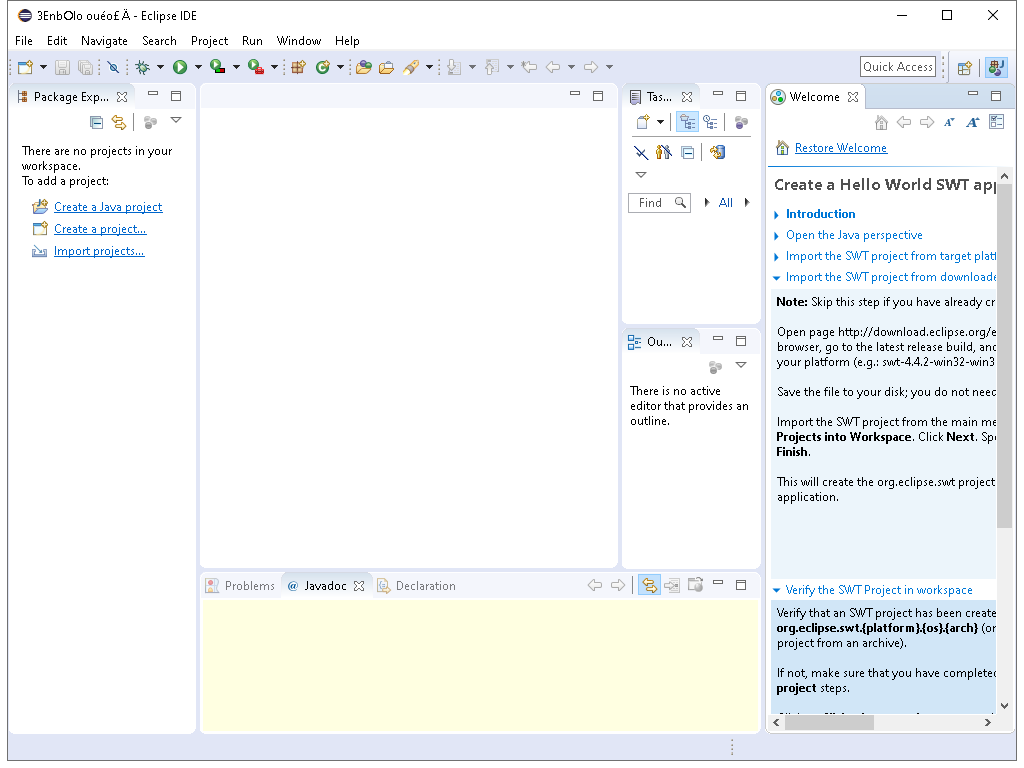 3EnbOlo ouéo£Ä - Eclipse IDE
File Edit Navigate Search Project Run Window Help
Quick Access
Package Exp...
There are no projects in your
workspace.
To add a project:
Create a Java project
Create a project...
Import projects...
Tas...
Find
All
Ou...
There is no active
editor that provides an
outline.
Problems @ Javadoc Declaration
Welcome
Restore Welcome
Create a Hello World SWT app
Introduction
Open the Java perspective
Import the SWT project from target platf
Import the SWT project from downloade
Note: Skip this step if you have already cr
Open page http://download.eclipse.org/e
browser, go to the latest release build, and
your platform (e.g.: swt-4.4.2-win32-win3
Save the file to your disk; you do not need
Import the SWT project from the main me
Projects into Workspace. Click Next. Spe
Finish.
This will create the org.eclipse.swt project
application.
Verify the SWT Project in workspace
Verify that an SWT project has been create
org.eclipse.swt.{platform}.{os}.{arch} (or
project from an archive).
If not, make sure that you have completed
project steps.